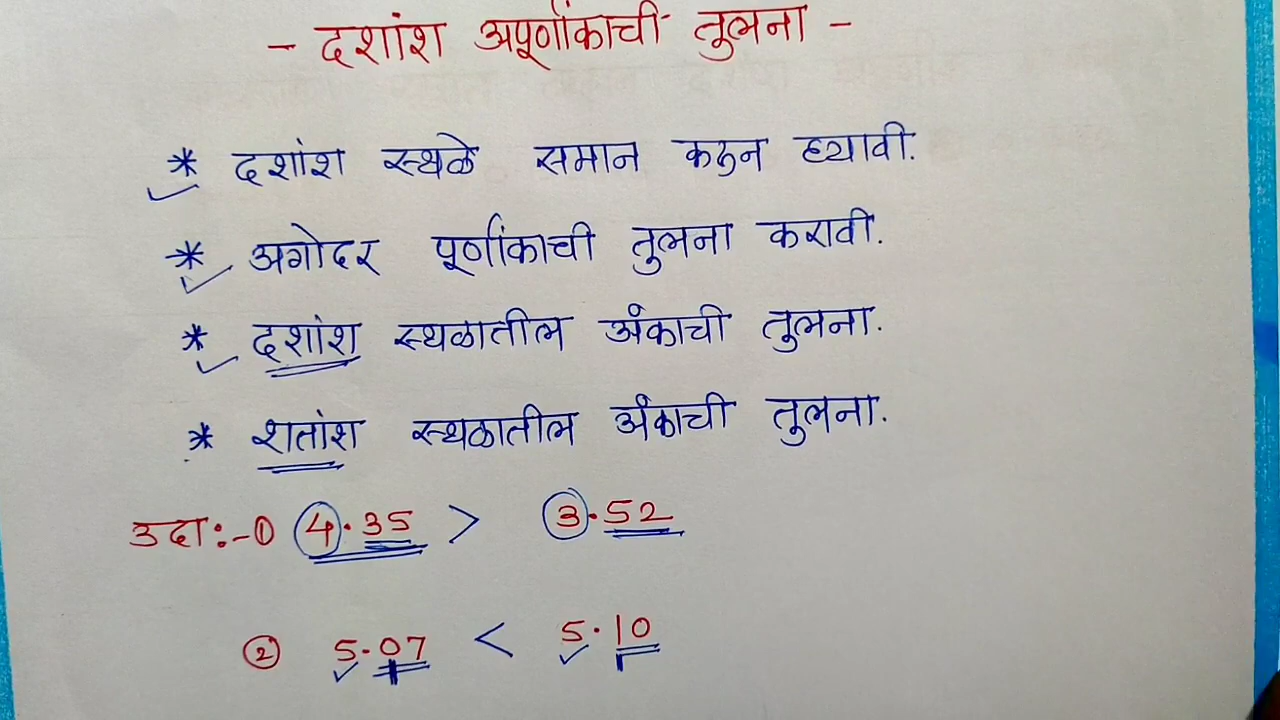 - दशांश अपूर्णांकाची तुलना -
* दशांश स्थळे समान करुन घ्यावी.
* अगोदर पूर्णांकाची तुलना करावी.
* दशांश स्थळातील अंकाची तुलना.
* शतांश स्थळातील अंकाची तुलना.
उदा:-① 4.35 > 3.52
② 5.07 < 5.10